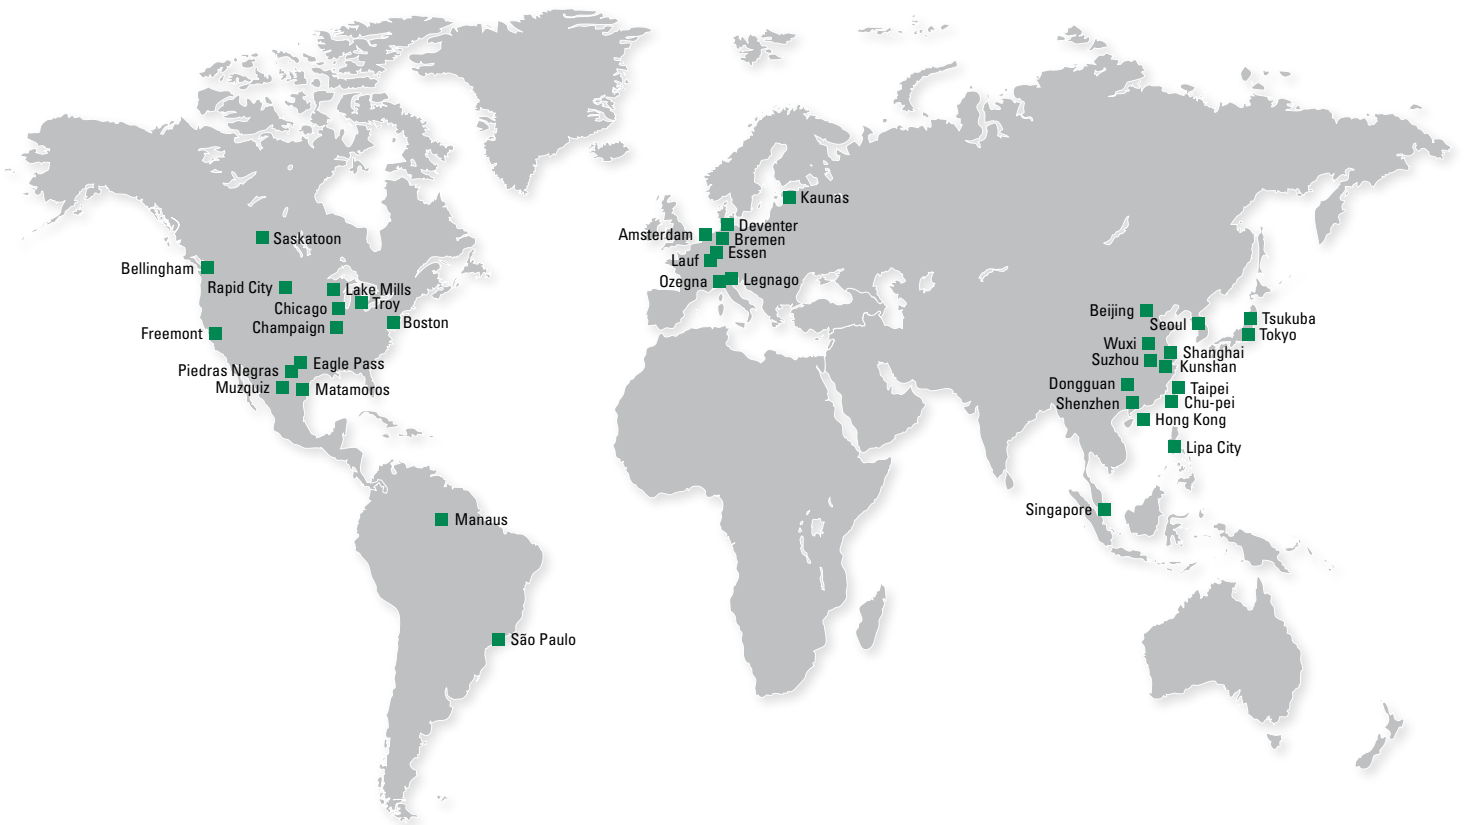 Saskatoon
Bellingham
Rapid City
Lake Mills
Chicago
Troy
Champaign
Boston
Freemont
Eagle Pass
Piedras Negras
Muzquiz
Matamoros
Manaus
São Paulo
Kaunas
Deventer
Amsterdam
Bremen
Essen
Lauf
Ozegna
Legnago
Beijing
Seoul
Tsukuba
Tokyo
Wuxi
Shanghai
Suzhou
Kunshan
Dongguan
Taipei
Shenzhen
Chu-pei
Hong Kong
Lipa City
Singapore